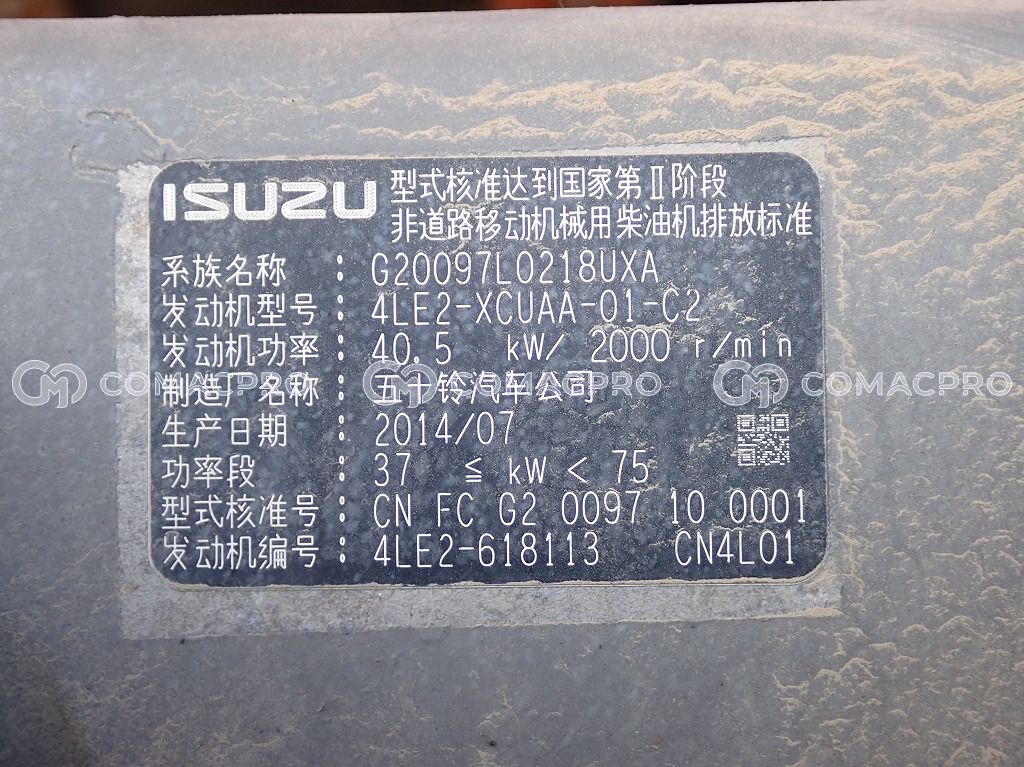 ISUZU
型式核准达到国家第Ⅱ阶段
非道路移动机械用柴油机排放标准
系族名称 : G20097L0218UXA
发动机型号 : 4LE2-XCUAA-01-C2
发动机功率 : 40.5 kW/ 2000 r/min
制造厂名称 : 五十铃汽车公司
生产日期 : 2014/07
功率段 : 37 ≦ kW < 75
型式核准号 : CN FC G2 0097 10 0001
发动机编号 : 4LE2-618113 CN4L01
COMACPRO COMACPRO COMACPRO